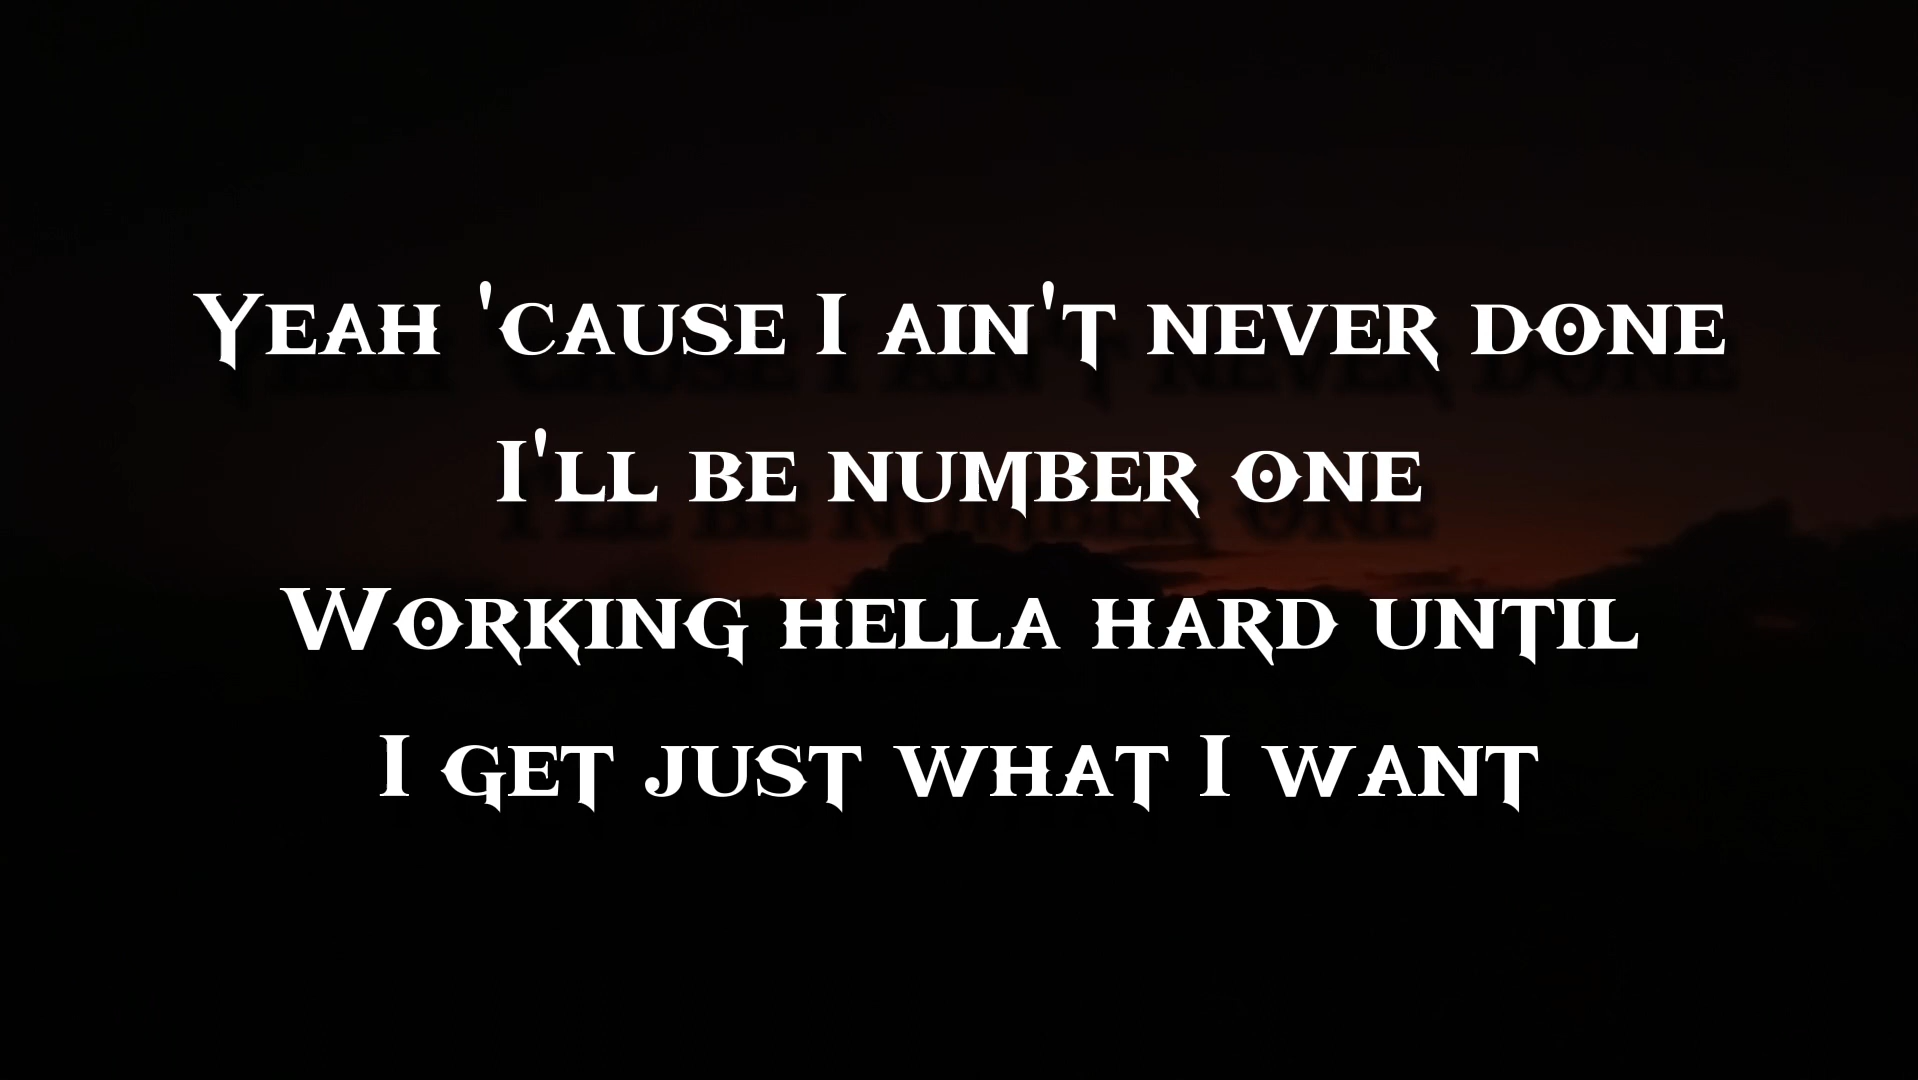 Yeah 'cause I ain't never done
I'll be number one
Working hella hard until
I get just what I want